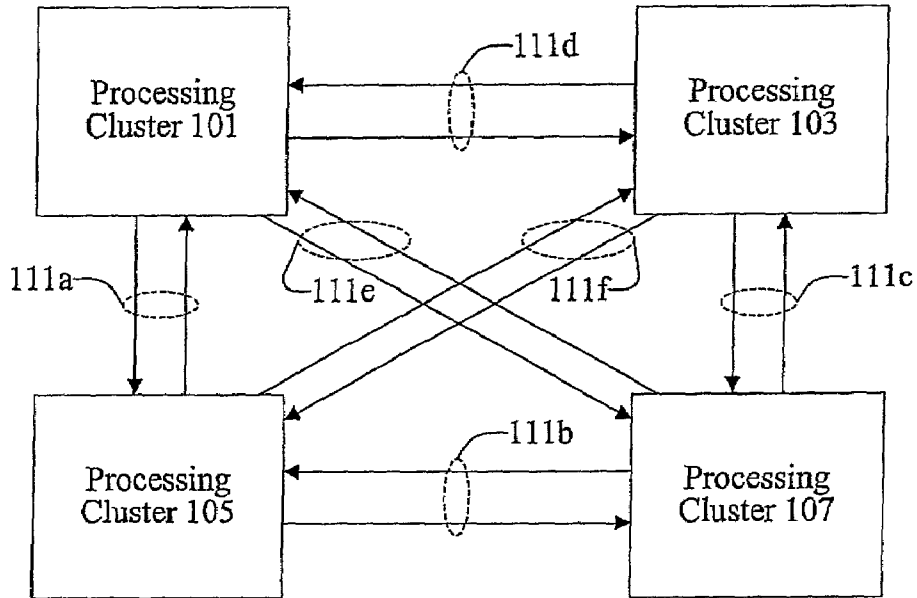 111d
Processing
Cluster 101
Processing
Cluster 103
111a
111e
111f
111c
111b
Processing
Cluster 105
Processing
Cluster 107